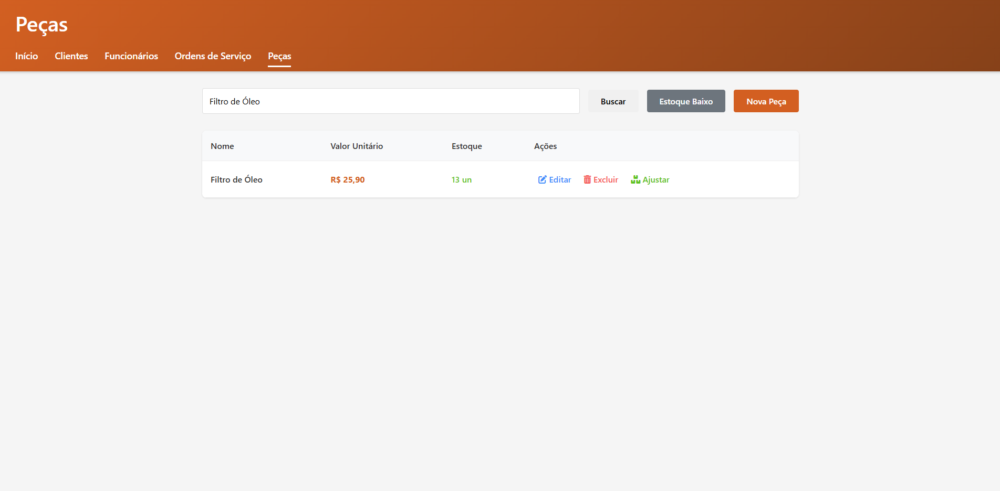 Peças
Início Clientes Funcionários Ordens de Serviço Peças
Filtro de Óleo Buscar Estoque Baixo Nova Peça
Nome Valor Unitário Estoque Ações
Filtro de Óleo R$ 25,90 13 un Editar Excluir Ajustar